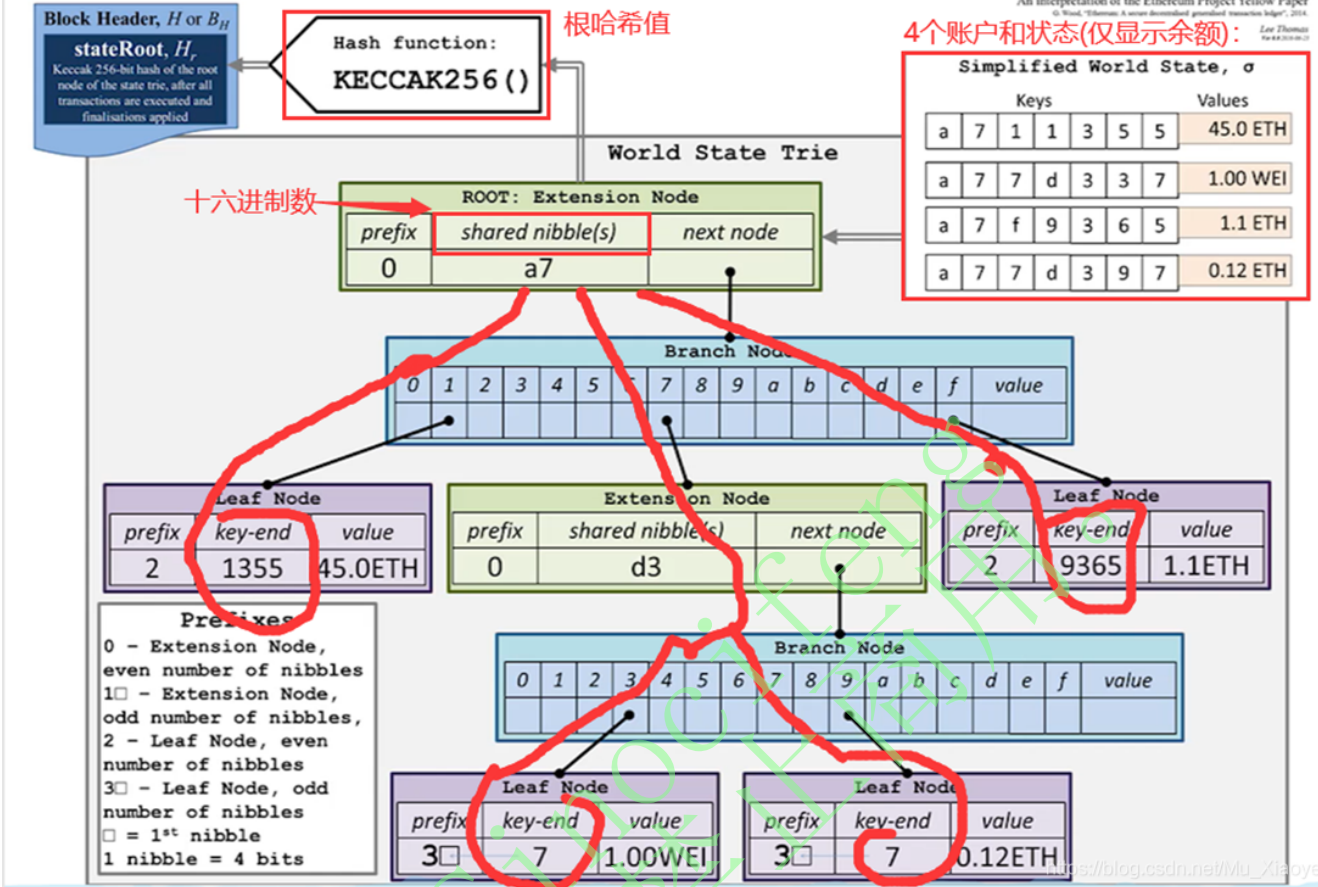 An Interpretation of the Ethereum Project Yellow Paper
G. Wood, "Ethereum: A secure decentralised generalised transaction ledger", 2014.
Lee Thomas
Block Header, H or B_H
stateRoot, H_r
Keccak 256-bit hash of the root
node of the state trie, after all
transactions are executed and
finalisations applied
Hash function:
KECCAK256()
根哈希值
4个账户和状态(仅显示余额)：
Simplified World State, σ
Keys Values
a 7 1 1 3 5 5 45.0 ETH
a 7 7 d 3 3 7 1.00 WEI
a 7 f 9 3 6 5 1.1 ETH
a 7 7 d 3 9 7 0.12 ETH
World State Trie
十六进制数
ROOT: Extension Node
prefix shared nibble(s) next node
0 a7
Branch Node
0 1 2 3 4 5 6 7 8 9 a b c d e f value
Leaf Node
prefix key-end value
2 1355 45.0ETH
Extension Node
prefix shared nibble(s) next node
0 d3
Leaf Node
prefix key-end value
2 9365 1.1ETH
Branch Node
0 1 2 3 4 5 6 7 8 9 a b c d e f value
Leaf Node
prefix key-end value
3□ 7 1.00WEI
Leaf Node
prefix key-end value
3□ 7 0.12ETH
Prefixes
0 - Extension Node,
even number of nibbles
1□ - Extension Node,
odd number of nibbles,
2 - Leaf Node, even
number of nibbles
3□ - Leaf Node, odd
number of nibbles
□ = 1st nibble
1 nibble = 4 bits
https://blog.csdn.net/Mu_Xiaoye